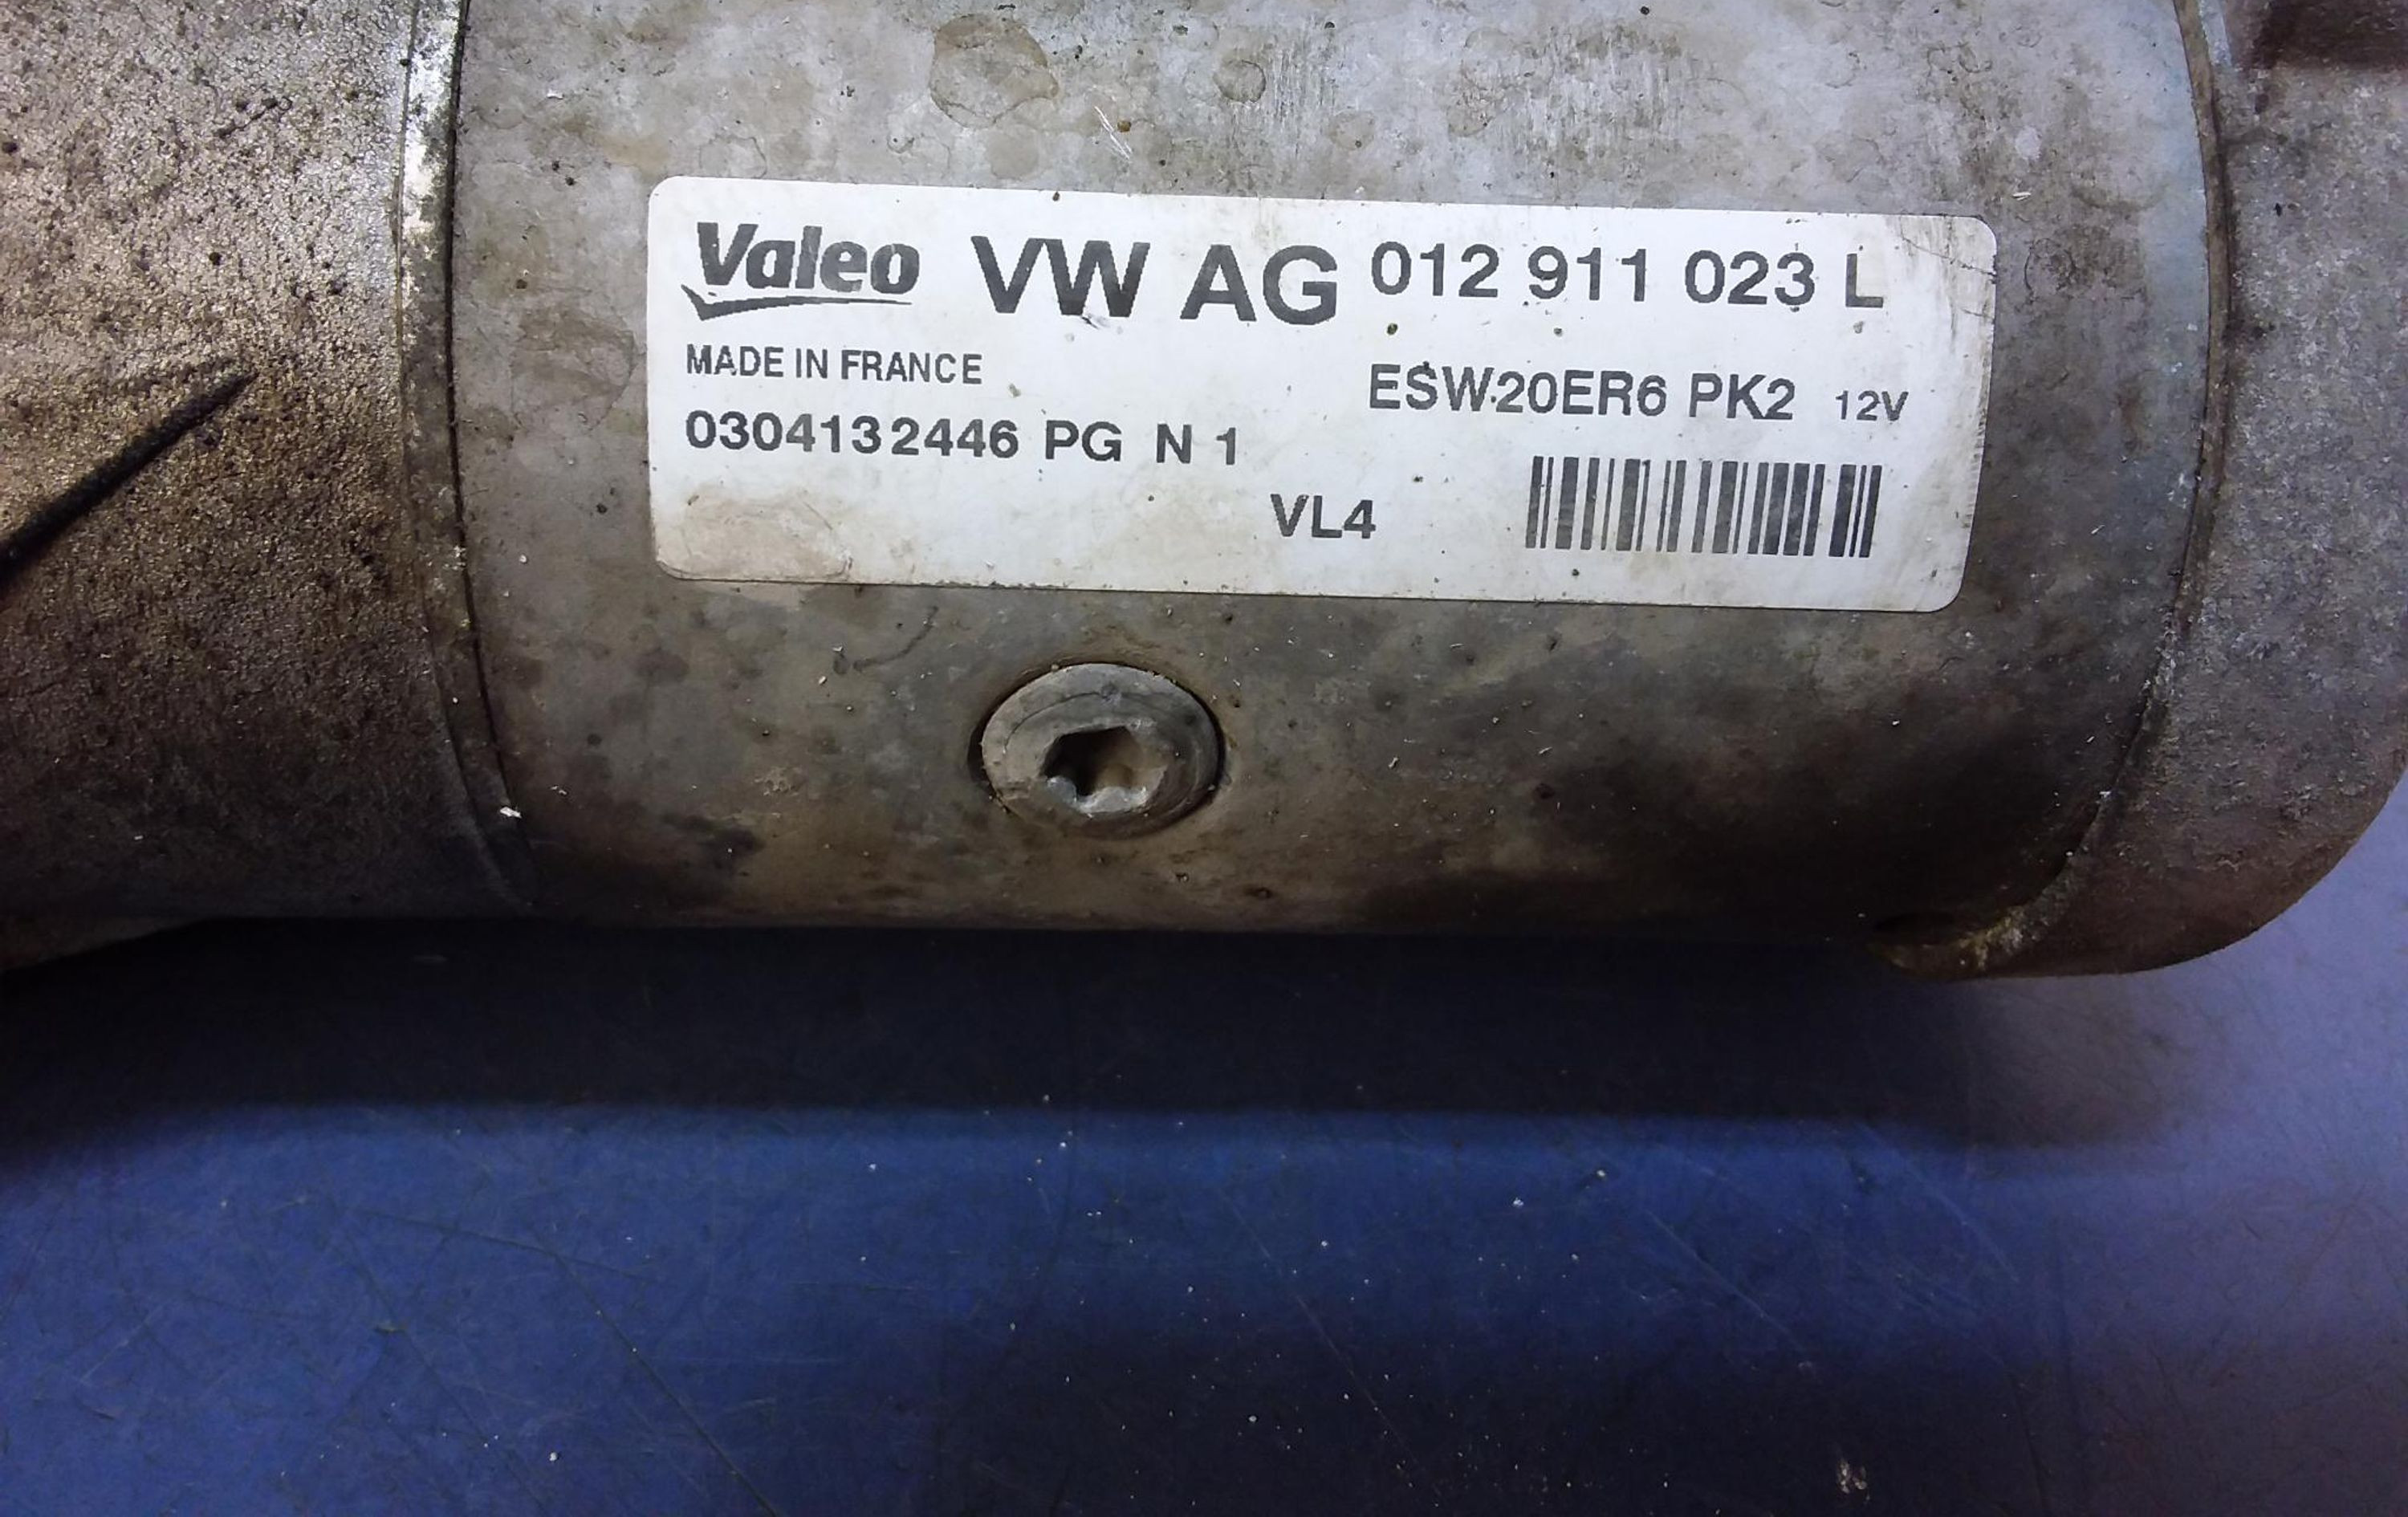 Valeo VW AG 012 911 023 L
MADE IN FRANCE
ESW20ER6 PK2 12V
0304132446 PG N 1
VL4